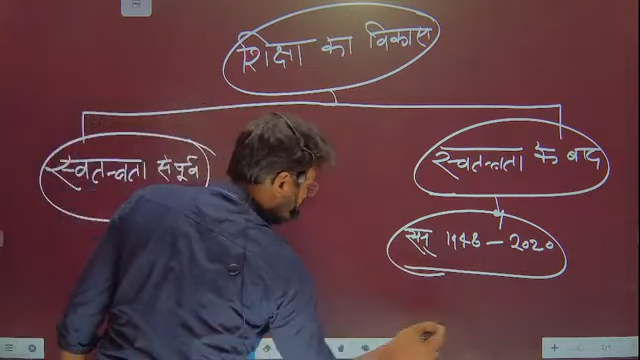 शिक्षा का विकास
स्वतन्त्रता से पूर्व
स्वतन्त्रता के बाद
सन् 1948 - 2020